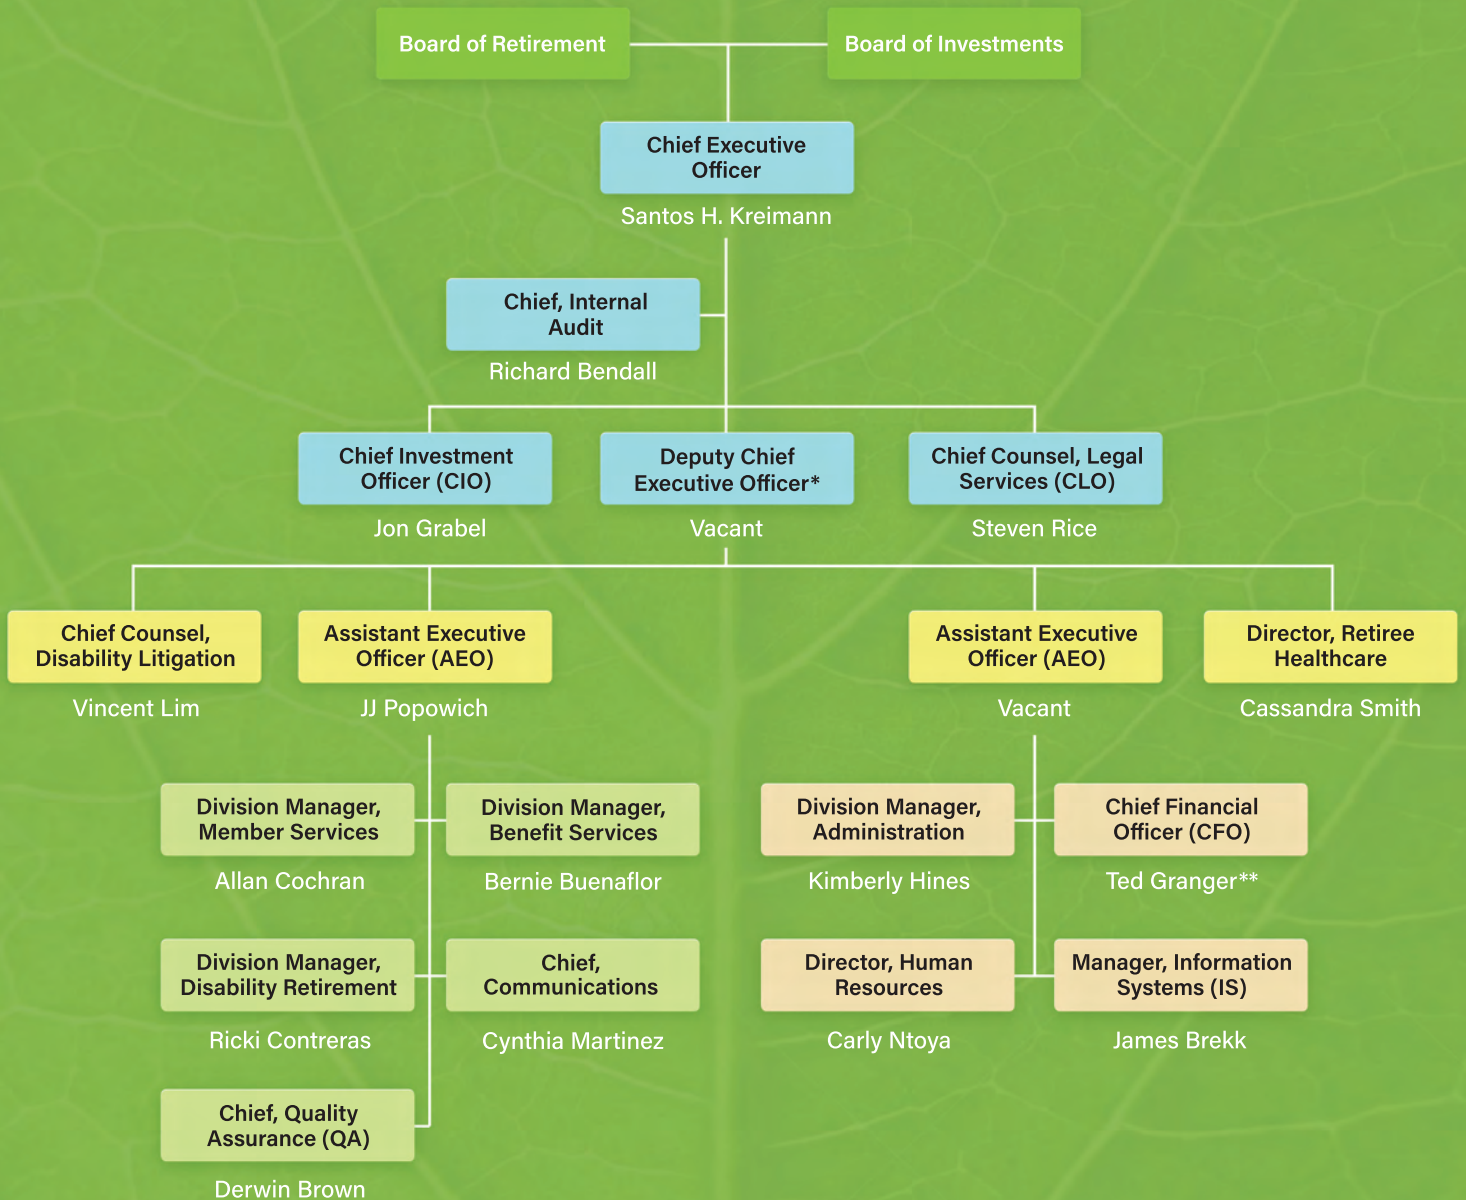 Board of Retirement
Board of Investments
Chief Executive
Officer
Santos H. Kreimann
Chief, Internal
Audit
Richard Bendall
Chief Investment
Officer (CIO)
Jon Grabel
Deputy Chief
Executive Officer*
Vacant
Chief Counsel, Legal
Services (CLO)
Steven Rice
Chief Counsel,
Disability Litigation
Vincent Lim
Assistant Executive
Officer (AEO)
JJ Popowich
Assistant Executive
Officer (AEO)
Vacant
Director, Retiree
Healthcare
Cassandra Smith
Division Manager,
Member Services
Allan Cochran
Division Manager,
Benefit Services
Bernie Buenaflor
Division Manager,
Administration
Kimberly Hines
Chief Financial
Officer (CFO)
Ted Granger**
Division Manager,
Disability Retirement
Ricki Contreras
Chief,
Communications
Cynthia Martinez
Director, Human
Resources
Carly Ntoya
Manager, Information
Systems (IS)
James Brekk
Chief, Quality
Assurance (QA)
Derwin Brown